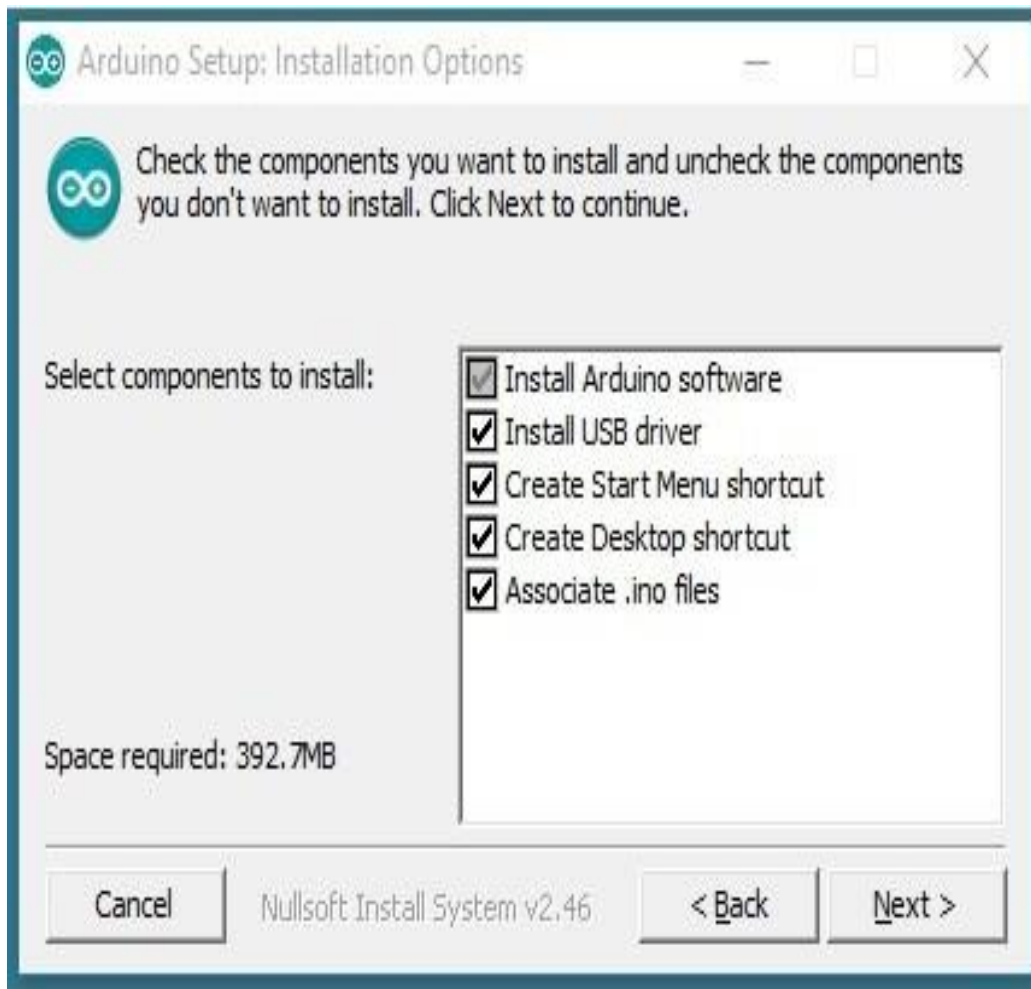 Arduino Setup: Installation Options
Check the components you want to install and uncheck the components
you don't want to install. Click Next to continue.
Select components to install:
Install Arduino software
Install USB driver
Create Start Menu shortcut
Create Desktop shortcut
Associate .ino files
Space required: 392.7MB
Cancel
Nullsoft Install System v2.46
< Back
Next >